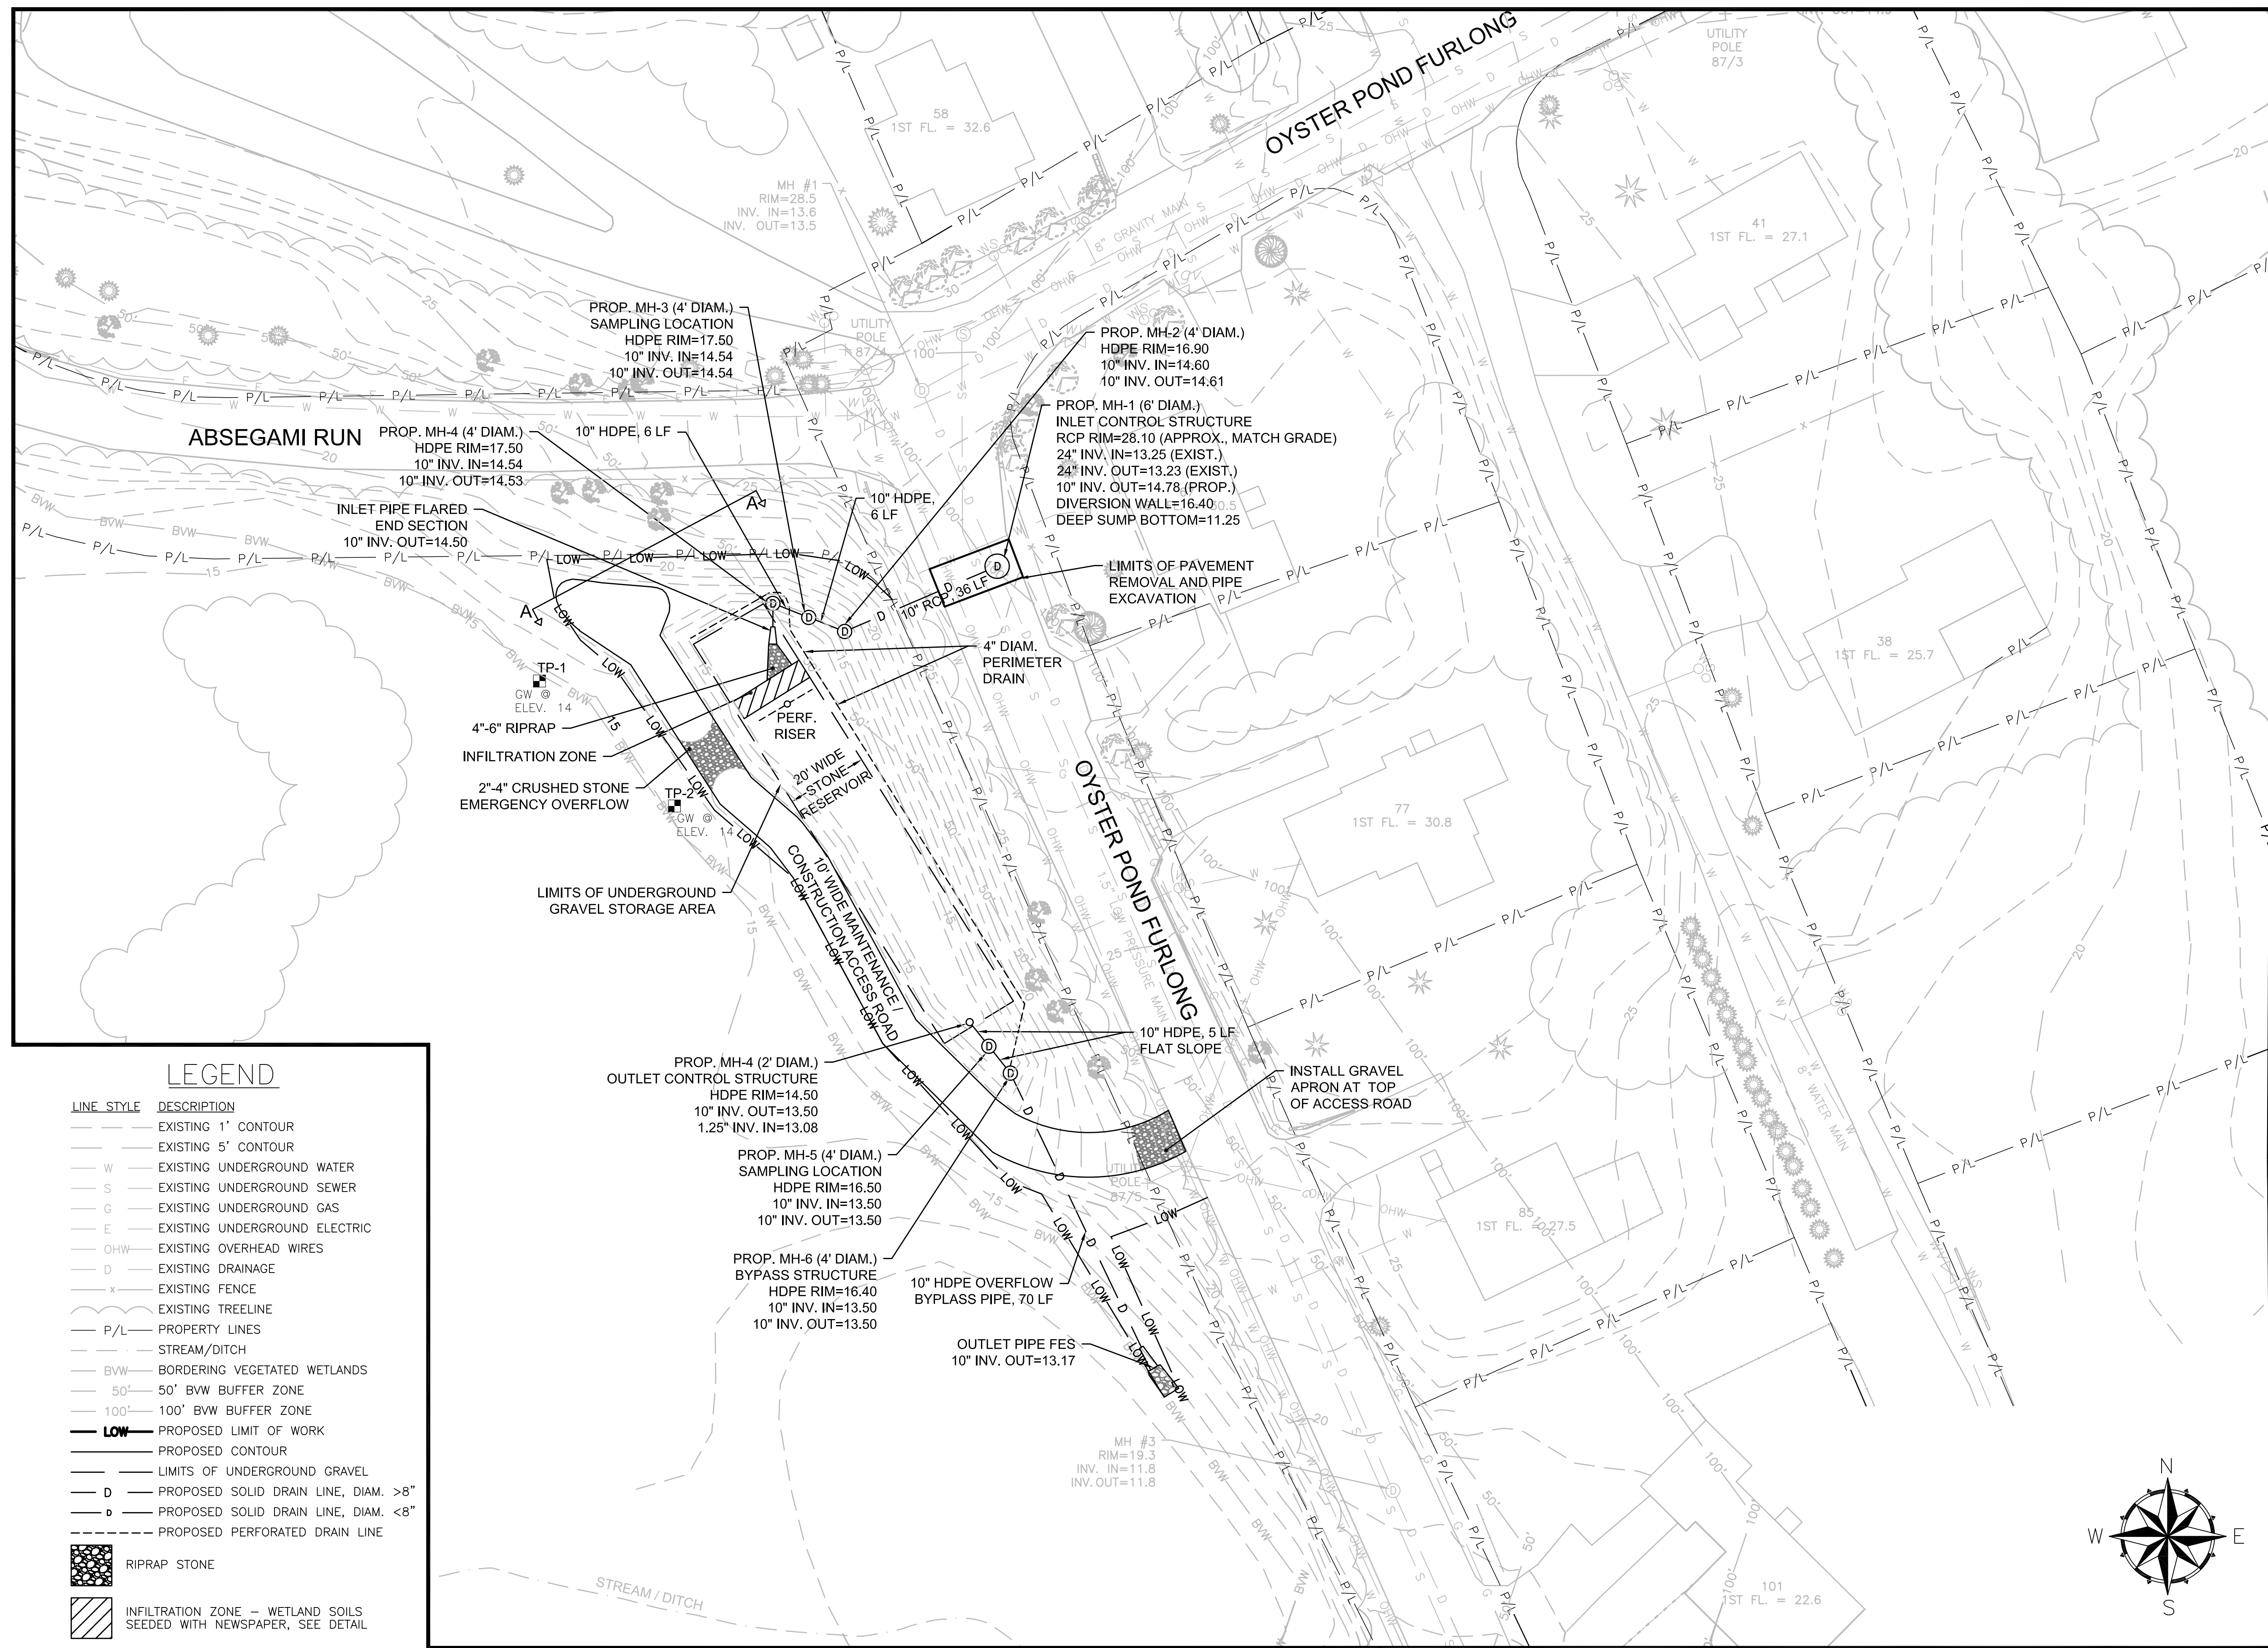 OYSTER POND FURLONG
UTILITY
POLE
87/3
58
1ST FL. = 32.6
MH #1
RIM=28.5
INV. IN=13.6
INV. OUT=13.5
8" GRAVITY MAIN
41
1ST FL. = 27.1
PROP. MH-3 (4' DIAM.)
SAMPLING LOCATION
HDPE RIM=17.50
10" INV. IN=14.54
10" INV. OUT=14.54
UTILITY
POLE
87/4
PROP. MH-2 (4' DIAM.)
HDPE RIM=16.90
10" INV. IN=14.60
10" INV. OUT=14.61
ABSEGAMI RUN
PROP. MH-4 (4' DIAM.)
HDPE RIM=17.50
10" INV. IN=14.54
10" INV. OUT=14.53
10" HDPE, 6 LF
PROP. MH-1 (6' DIAM.)
INLET CONTROL STRUCTURE
RCP RIM=28.10 (APPROX., MATCH GRADE)
24" INV. IN=13.25 (EXIST.)
24" INV. OUT=13.23 (EXIST.)
10" INV. OUT=14.78 (PROP.)
DIVERSION WALL=16.40
DEEP SUMP BOTTOM=11.25
INLET PIPE FLARED
END SECTION
10" INV. OUT=14.50
10" HDPE,
6 LF
A
A
10" RCP, 36 LF
LIMITS OF PAVEMENT
REMOVAL AND PIPE
EXCAVATION
4" DIAM.
PERIMETER
DRAIN
38
1ST FL. = 25.7
TP-1
GW @
ELEV. 14
4"-6" RIPRAP
PERF.
RISER
INFILTRATION ZONE
20' WIDE
STONE
RESERVOIR
2"-4" CRUSHED STONE
EMERGENCY OVERFLOW
TP-2
GW @
ELEV. 14
OYSTER POND FURLONG
77
1ST FL. = 30.8
LIMITS OF UNDERGROUND
GRAVEL STORAGE AREA
10' WIDE MAINTENANCE /
CONSTRUCTION ACCESS ROAD
1.5" LOW PRESSURE MAIN
10" HDPE, 5 LF
FLAT SLOPE
PROP. MH-4 (2' DIAM.)
OUTLET CONTROL STRUCTURE
HDPE RIM=14.50
10" INV. OUT=13.50
1.25" INV. IN=13.08
INSTALL GRAVEL
APRON AT TOP
OF ACCESS ROAD
8" WATER MAIN
PROP. MH-5 (4' DIAM.)
SAMPLING LOCATION
HDPE RIM=16.50
10" INV. IN=13.50
10" INV. OUT=13.50
UTILITY
POLE
87/5
85
1ST FL. = 27.5
PROP. MH-6 (4' DIAM.)
BYPASS STRUCTURE
HDPE RIM=16.40
10" INV. IN=13.50
10" INV. OUT=13.50
10" HDPE OVERFLOW
BYPLASS PIPE, 70 LF
OUTLET PIPE FES
10" INV. OUT=13.17
MH #3
RIM=19.3
INV. IN=11.8
INV. OUT=11.8
STREAM / DITCH
101
1ST FL. = 22.6
N
W
E
S
LEGEND
LINE STYLE DESCRIPTION
EXISTING 1' CONTOUR
EXISTING 5' CONTOUR
W EXISTING UNDERGROUND WATER
S EXISTING UNDERGROUND SEWER
G EXISTING UNDERGROUND GAS
E EXISTING UNDERGROUND ELECTRIC
OHW EXISTING OVERHEAD WIRES
D EXISTING DRAINAGE
x EXISTING FENCE
EXISTING TREELINE
P/L PROPERTY LINES
STREAM/DITCH
BVW BORDERING VEGETATED WETLANDS
50' 50' BVW BUFFER ZONE
100' 100' BVW BUFFER ZONE
LOW PROPOSED LIMIT OF WORK
PROPOSED CONTOUR
LIMITS OF UNDERGROUND GRAVEL
D PROPOSED SOLID DRAIN LINE, DIAM. >8"
D PROPOSED SOLID DRAIN LINE, DIAM. <8"
PROPOSED PERFORATED DRAIN LINE
RIPRAP STONE
INFILTRATION ZONE – WETLAND SOILS
SEEDED WITH NEWSPAPER, SEE DETAIL